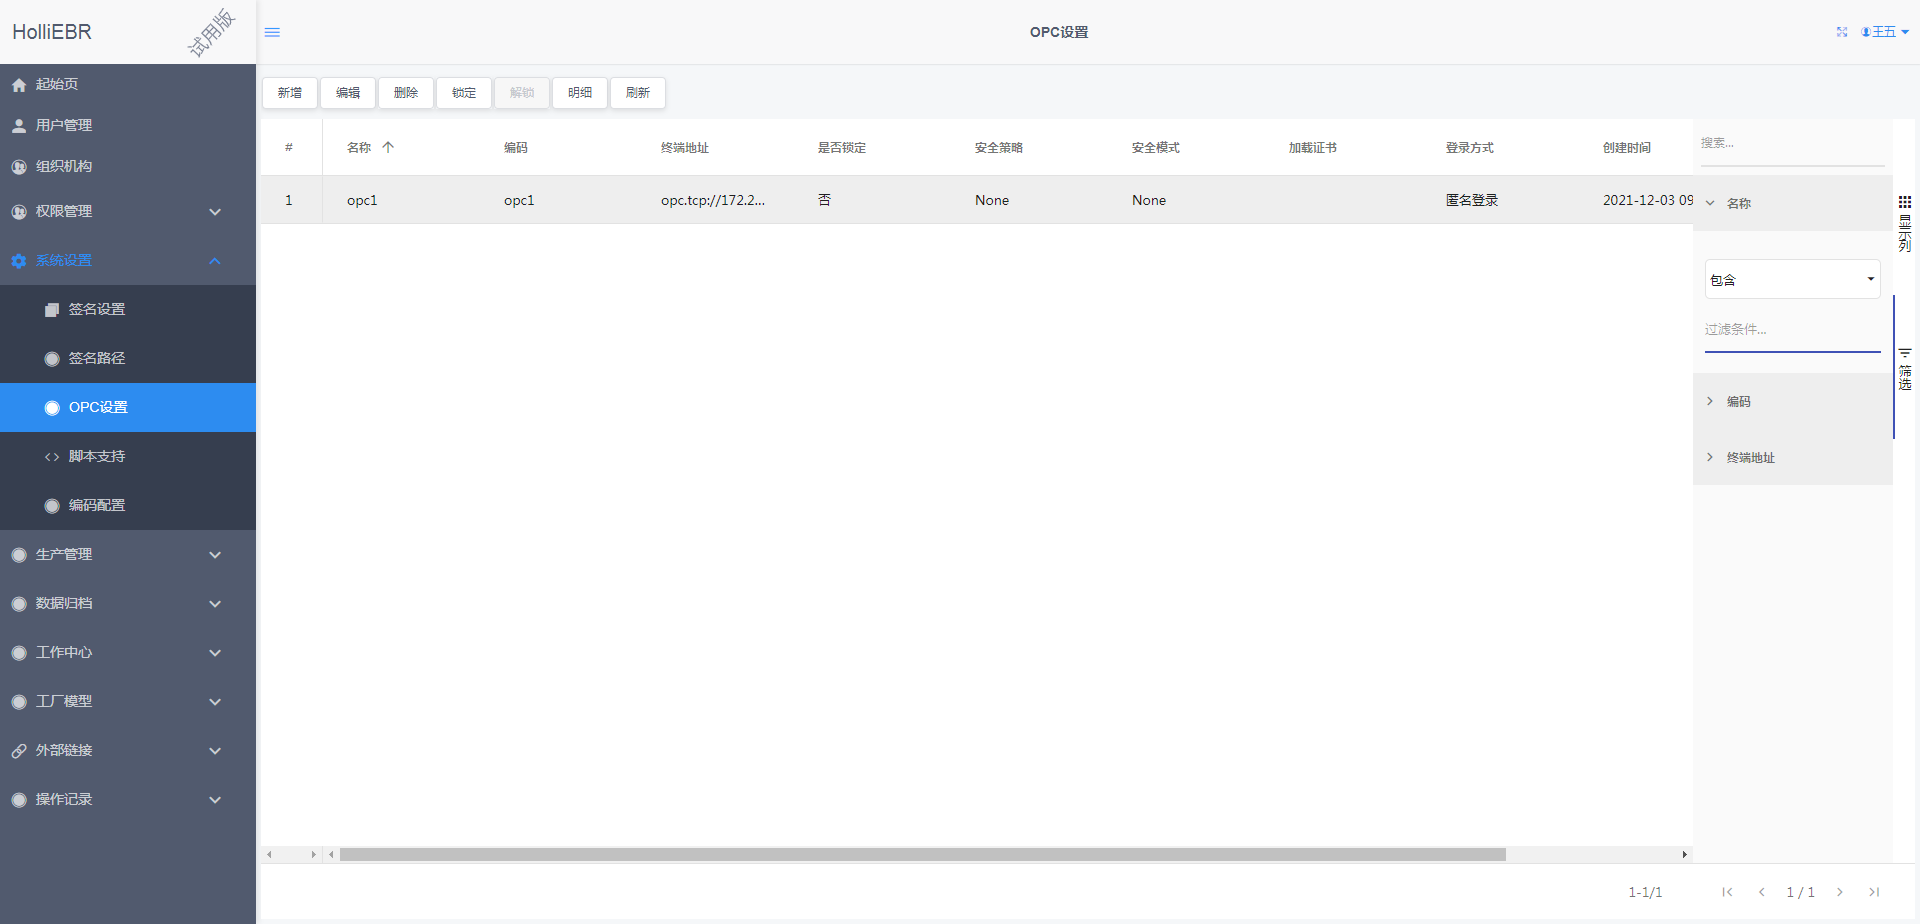 HolliEBR
试用版
OPC设置
王五
起始页
用户管理
组织机构
权限管理
系统设置
签名设置
签名路径
OPC设置
脚本支持
编码配置
生产管理
数据归档
工作中心
工厂模型
外部链接
操作记录
新增 编辑 删除 锁定 解锁 明细 刷新
# 名称 编码 终端地址 是否锁定 安全策略 安全模式 加载证书 登录方式 创建时间
1 opc1 opc1 opc.tcp://172.2... 否 None None 匿名登录 2021-12-03 09
搜索...
名称
包含
过滤条件...
编码
终端地址
显示列
筛选
1-1/1 1 / 1